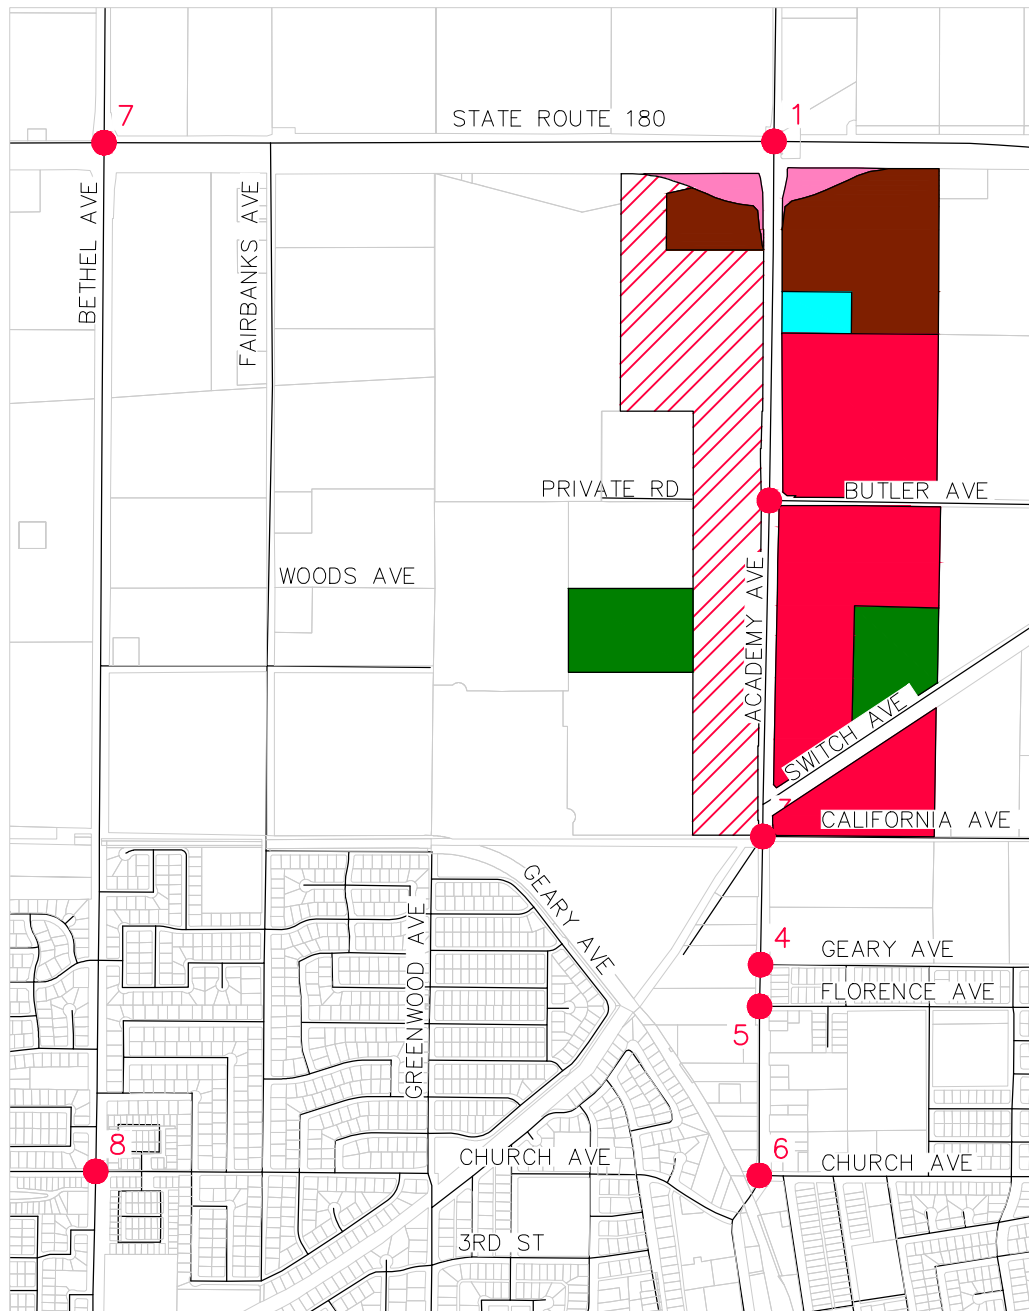 7
1
STATE ROUTE 180
BETHEL AVE
FAIRBANKS AVE
PRIVATE RD
BUTLER AVE
WOODS AVE
ACADEMY AVE
SWITCH AVE
CALIFORNIA AVE
GEARY AVE
GREENWOOD AVE
4
GEARY AVE
FLORENCE AVE
5
8
CHURCH AVE
6
CHURCH AVE
3RD ST